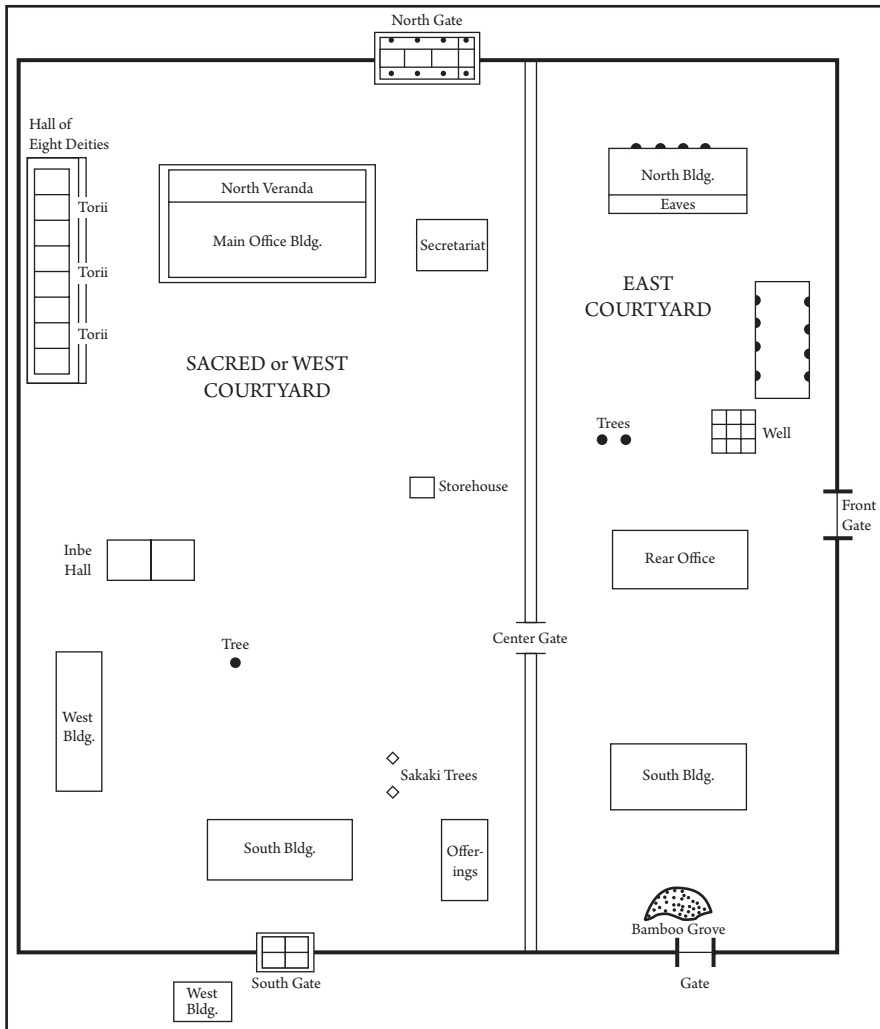 North Gate
Hall of
Eight Deities
Torii
Torii
Torii
North Veranda
Main Office Bldg.
Secretariat
North Bldg.
Eaves
EAST
COURTYARD
SACRED or WEST
COURTYARD
Trees
Well
Storehouse
Front
Gate
Inbe
Hall
Rear Office
Center Gate
Tree
West
Bldg.
Sakaki Trees
South Bldg.
South Bldg.
Offer-
ings
Bamboo Grove
South Gate
Gate
West
Bldg.